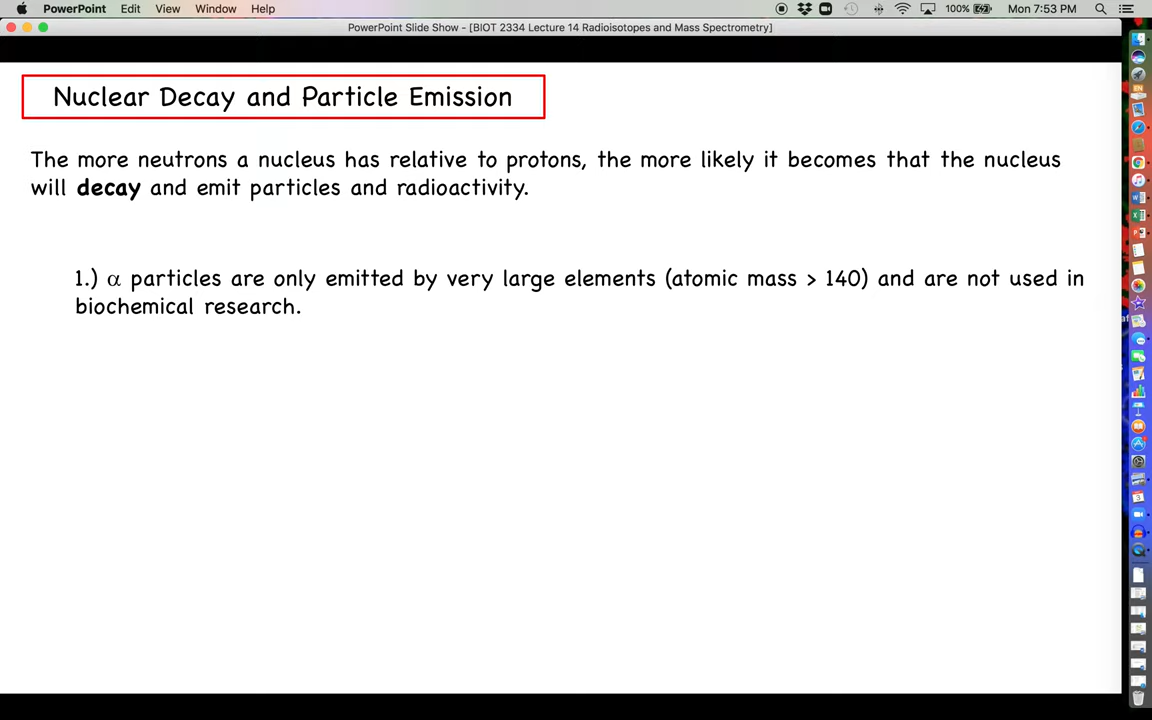 PowerPoint Edit View Window Help 100% Mon 7:53 PM
PowerPoint Slide Show - [BIOT 2334 Lecture 14 Radioisotopes and Mass Spectrometry]
Nuclear Decay and Particle Emission
The more neutrons a nucleus has relative to protons, the more likely it becomes that the nucleus
will decay and emit particles and radioactivity.
1.) α particles are only emitted by very large elements (atomic mass > 140) and are not used in
biochemical research.